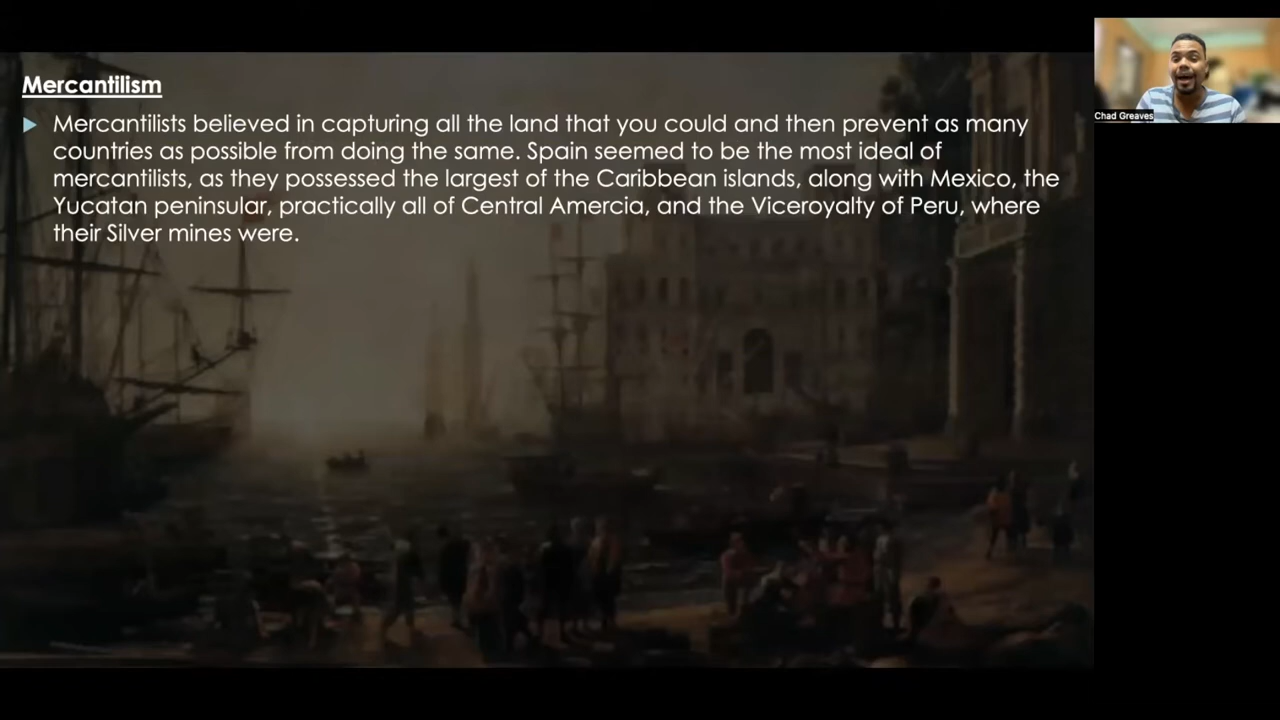 Mercantilism
Mercantilists believed in capturing all the land that you could and then prevent as many
countries as possible from doing the same. Spain seemed to be the most ideal of
mercantilists, as they possessed the largest of the Caribbean islands, along with Mexico, the
Yucatan peninsular, practically all of Central Amercia, and the Viceroyalty of Peru, where
their Silver mines were.
Chad Greaves